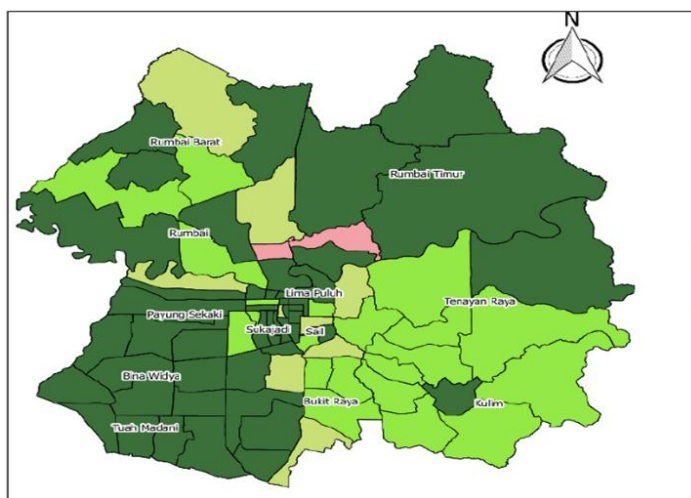 N
Rumbai Barat
Rumbai Timur
Rumbai
Lima Puluh
Tenayan Raya
Payung Sekaki
Sukajadi
Sail
Bina Widya
Bukit Raya
Kulim
Tuah Madani